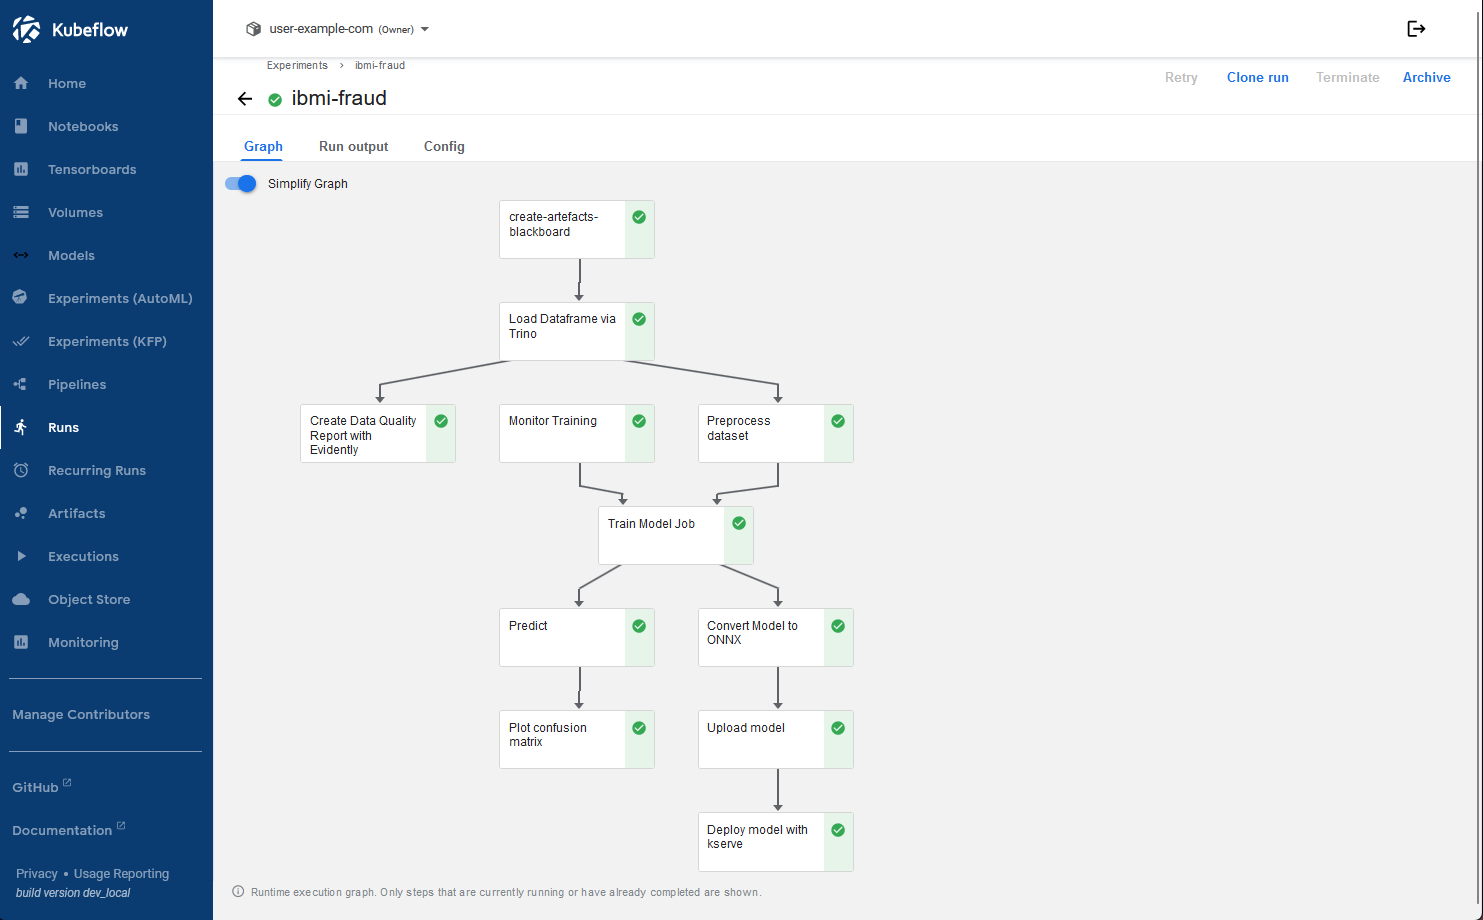 Kubeflow
Home
Notebooks
Tensorboards
Volumes
Models
Experiments (AutoML)
Experiments (KFP)
Pipelines
Runs
Recurring Runs
Artifacts
Executions
Object Store
Monitoring
Manage Contributors
GitHub
Documentation
Privacy • Usage Reporting
build version dev_local
user-example-com (Owner)
Experiments > ibmi-fraud
ibmi-fraud
Retry Clone run Terminate Archive
Graph Run output Config
Simplify Graph
create-artefacts-
blackboard
Load Dataframe via
Trino
Create Data Quality
Report with
Evidently
Monitor Training
Preprocess
dataset
Train Model Job
Predict
Convert Model to
ONNX
Plot confusion
matrix
Upload model
Deploy model with
kserve
Runtime execution graph. Only steps that are currently running or have already completed are shown.